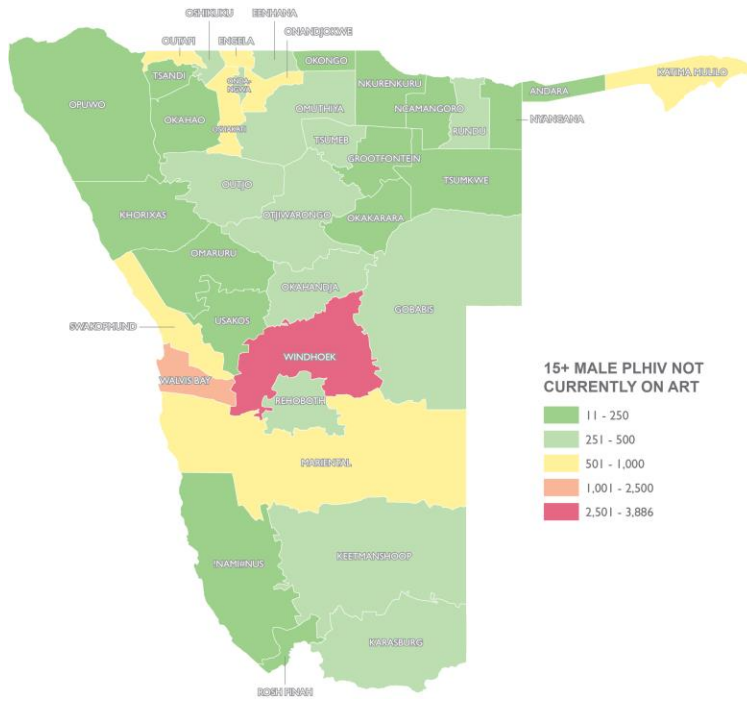 OSHIKUKU
EENHANA
ONANDJOKWE
OUTAPI
ENGELA
OKONGO
TSANDI
NKURENKURU
ANDARA
KATIMA MULILO
OPUWO
OKAHAO
OMUTHIYA
NCAMANGORO
RUNDU
NYANGANA
OSHAKATI
TSUMEB
GROOTFONTEIN
TSUMKWE
OUTJO
OTJIWARONGO
OKAKARARA
KHORIXAS
OMARURU
OKAHANDJA
GOBABIS
USAKOS
SWAKOPMUND
WINDHOEK
WALVIS BAY
REHOBOTH
MARIENTAL
15+ MALE PLHIV NOT
CURRENTLY ON ART
11 - 250
251 - 500
501 - 1,000
1,001 - 2,500
2,501 - 3,886
KEETMANSHOOP
KARASBURG
ROSH PINAH